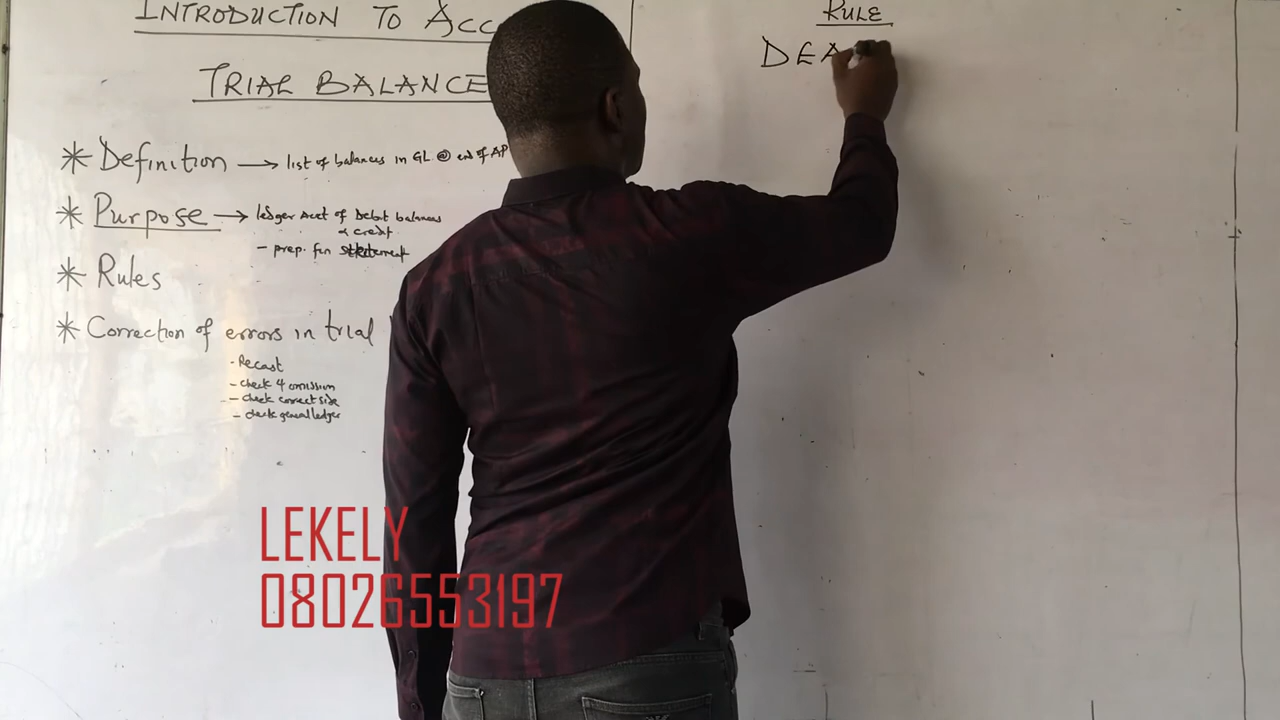 INTRODUCTION TO ACC
TRIAL BALANCE
* Definition → list of balances in GL @ end of AP
* Purpose → ledger Acct of Debit balances
& credit
- prep. fin statement
* Rules
* Correction of errors in trial
- Recast
- check 4 omission
- check correct side
- check general ledger
RULE
DEA
LEKELY
08026553197